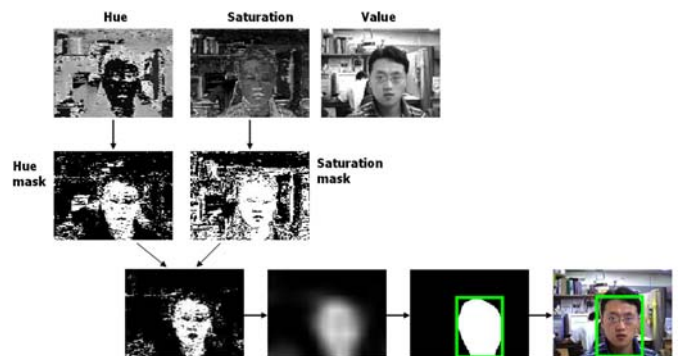 Hue
Saturation
Value
Hue
mask
Saturation
mask